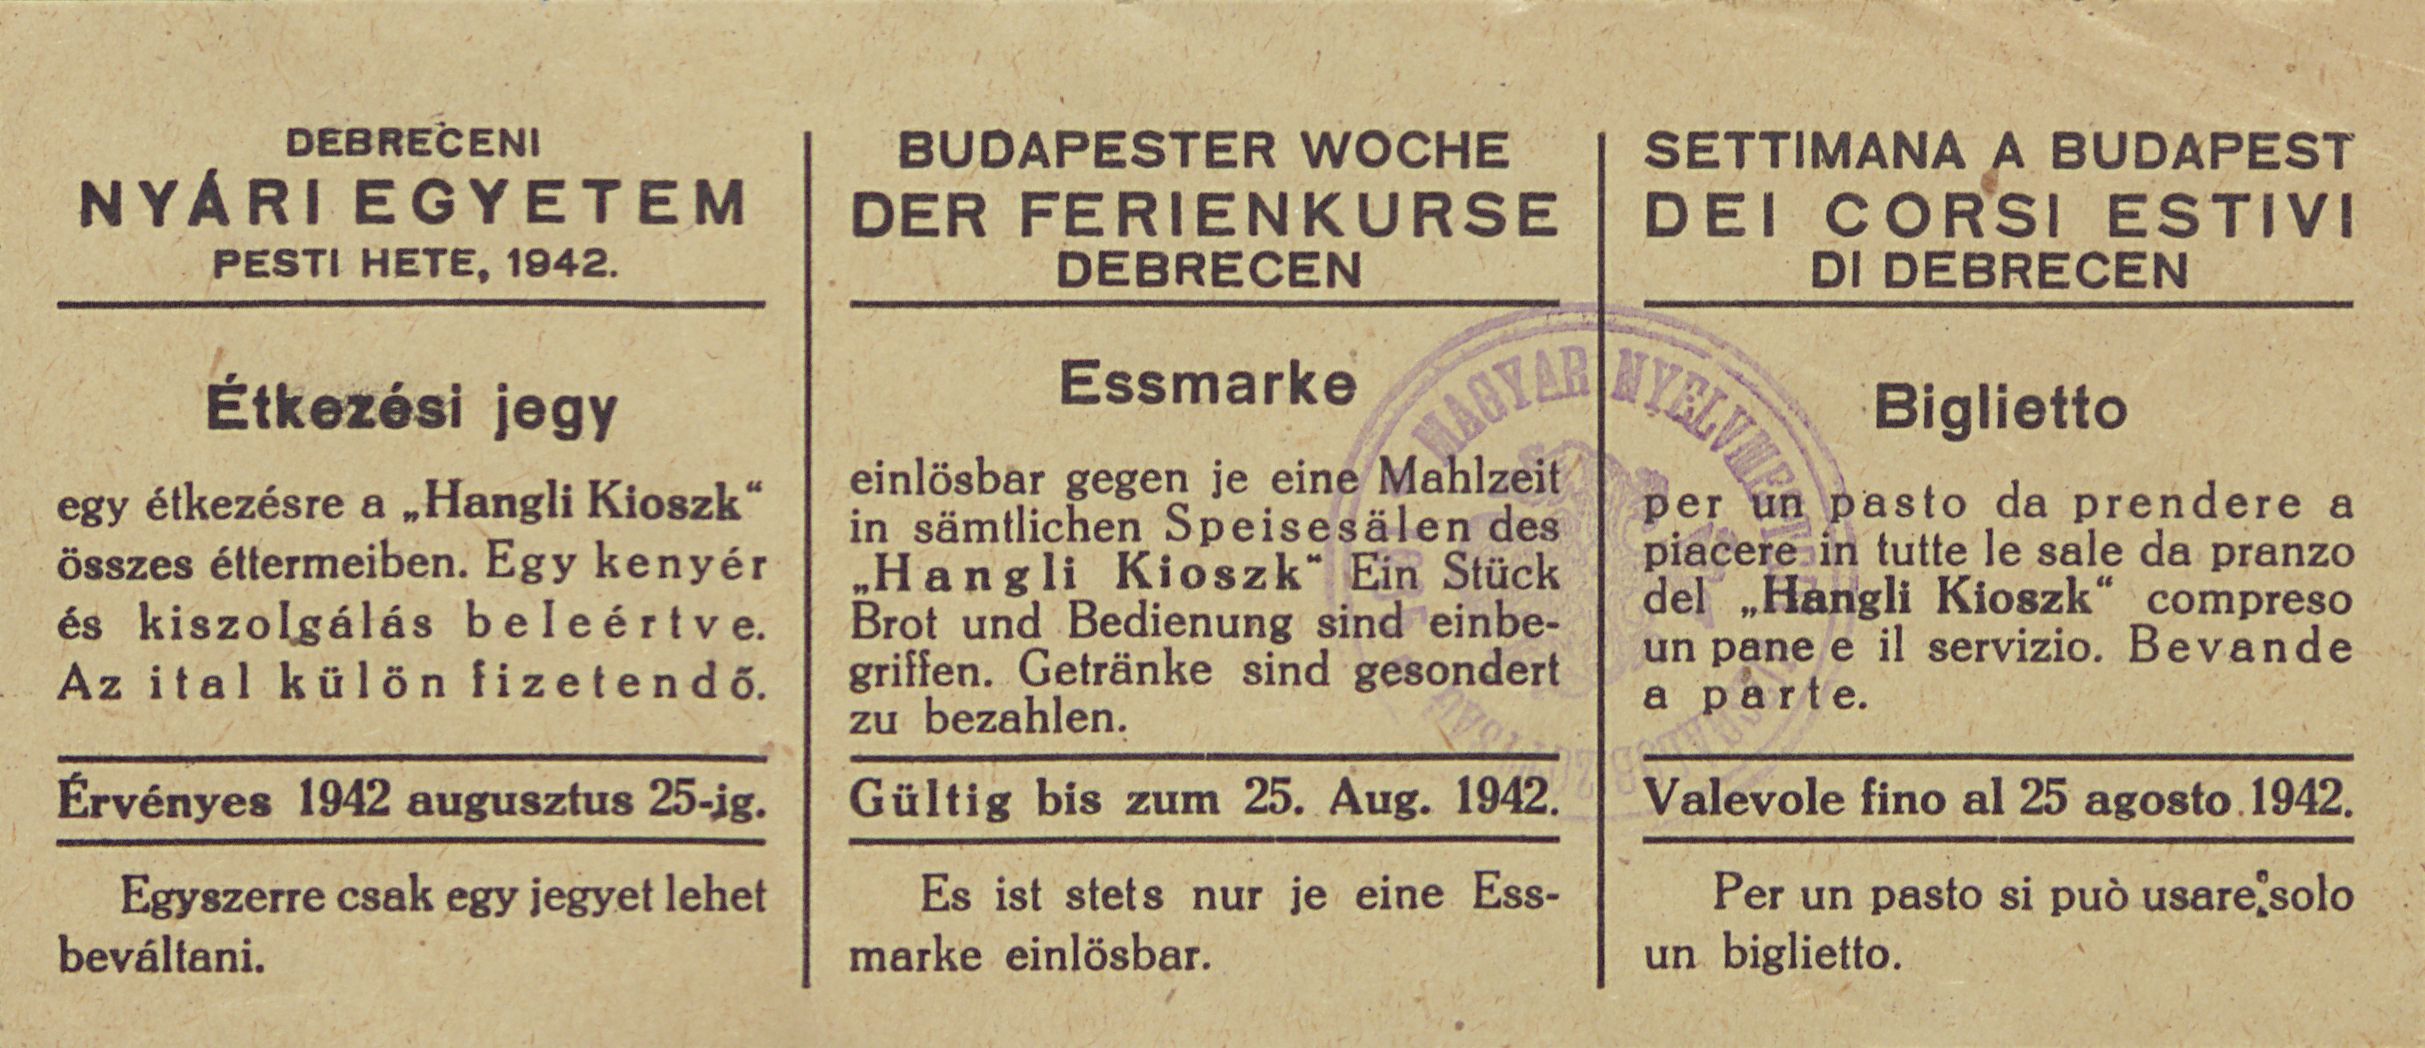 DEBRECENI
NYÁRI EGYETEM
PESTI HETE, 1942.
Étkezési jegy
egy étkezésre a „Hangli Kioszk“
összes éttermeiben. Egy kenyér
és kiszolgálás beleértve.
Az ital külön fizetendő.
Érvényes 1942 augusztus 25-ig.
Egyszerre csak egy jegyet lehet
beváltani.
BUDAPESTER WOCHE
DER FERIENKURSE
DEBRECEN
Essmarke
einlösbar gegen je eine Mahlzeit
in sämtlichen Speisesälen des
„Hangli Kioszk“ Ein Stück
Brot und Bedienung sind einbe-
griffen. Getränke sind gesondert
zu bezahlen.
Gültig bis zum 25. Aug. 1942.
Es ist stets nur je eine Ess-
marke einlösbar.
SETTIMANA A BUDAPEST
DEI CORSI ESTIVI
DI DEBRECEN
Biglietto
per un pasto da prendere a
piacere in tutte le sale da pranzo
del „Hangli Kioszk“ compreso
un pane e il servizio. Bevande
a parte.
Valevole fino al 25 agosto 1942.
Per un pasto si può usare solo
un biglietto.
MAGYAR